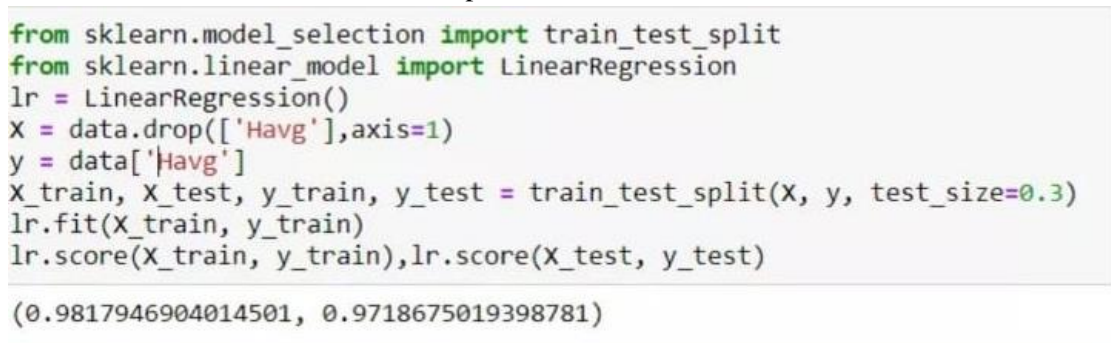 from sklearn.model_selection import train_test_split
from sklearn.linear_model import LinearRegression
lr = LinearRegression()
X = data.drop(['Havg'],axis=1)
y = data['Havg']
X_train, X_test, y_train, y_test = train_test_split(X, y, test_size=0.3)
lr.fit(X_train, y_train)
lr.score(X_train, y_train),lr.score(X_test, y_test)
(0.9817946904014501, 0.9718675019398781)